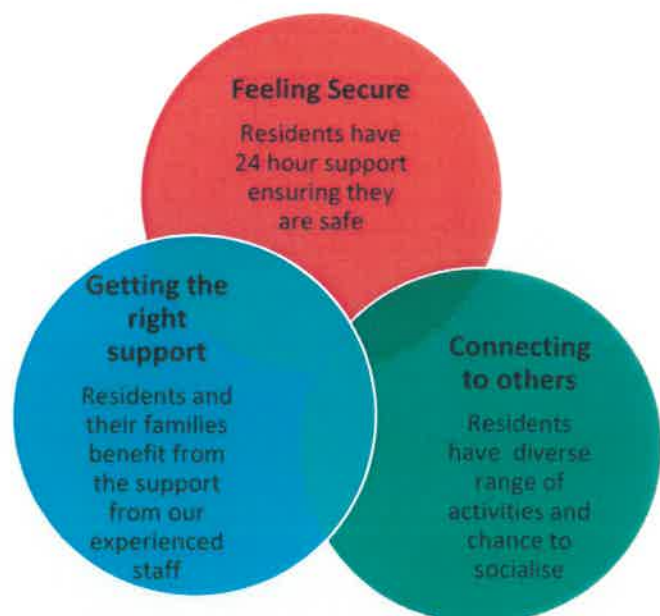 Feeling Secure
Residents have
24 hour support
ensuring they
are safe
Getting the
right
support
Residents and
their families
benefit from
the support
from our
experienced
staff
Connecting
to others
Residents
have diverse
range of
activities and
chance to
socialise